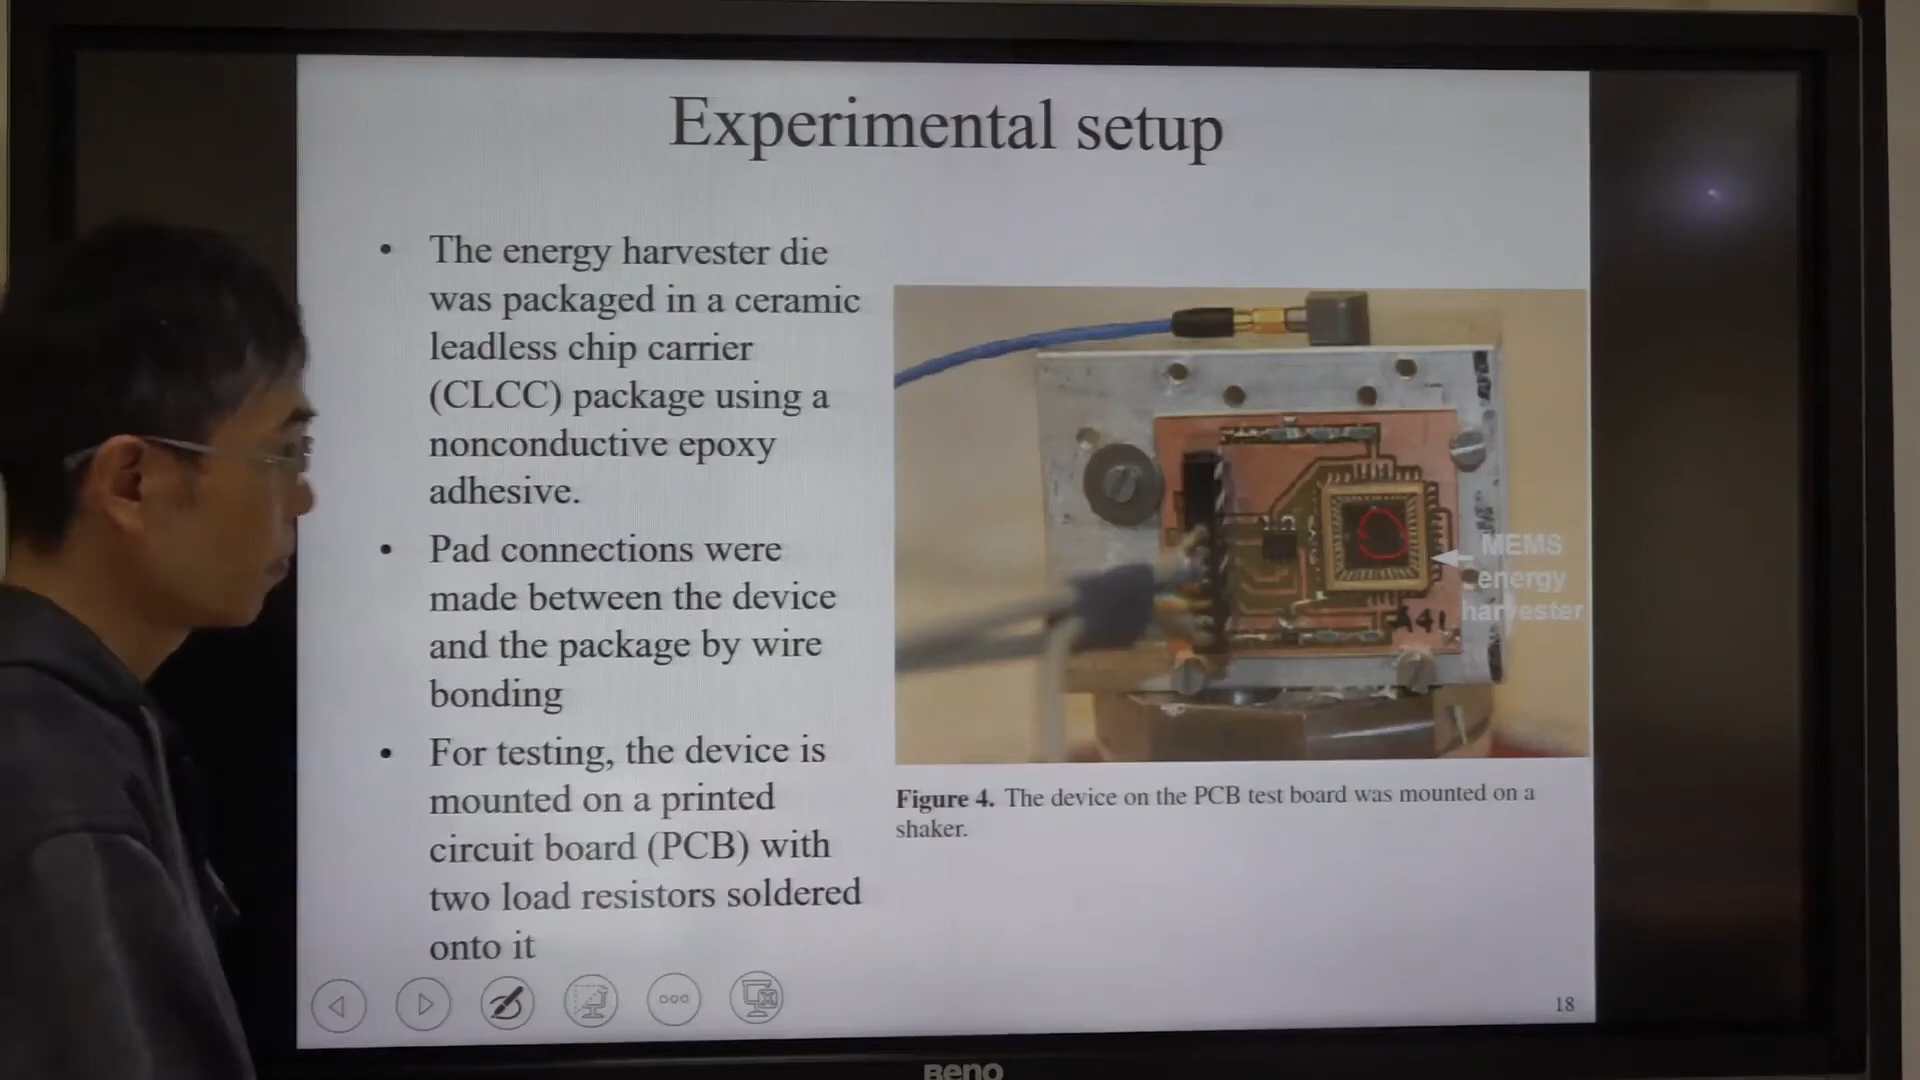 Experimental setup
• The energy harvester die
was packaged in a ceramic
leadless chip carrier
(CLCC) package using a
nonconductive epoxy
adhesive.
• Pad connections were
made between the device
and the package by wire
bonding
• For testing, the device is
mounted on a printed
circuit board (PCB) with
two load resistors soldered
onto it
MEMS
energy
harvester
A41
Figure 4. The device on the PCB test board was mounted on a
shaker.
18
BenQ